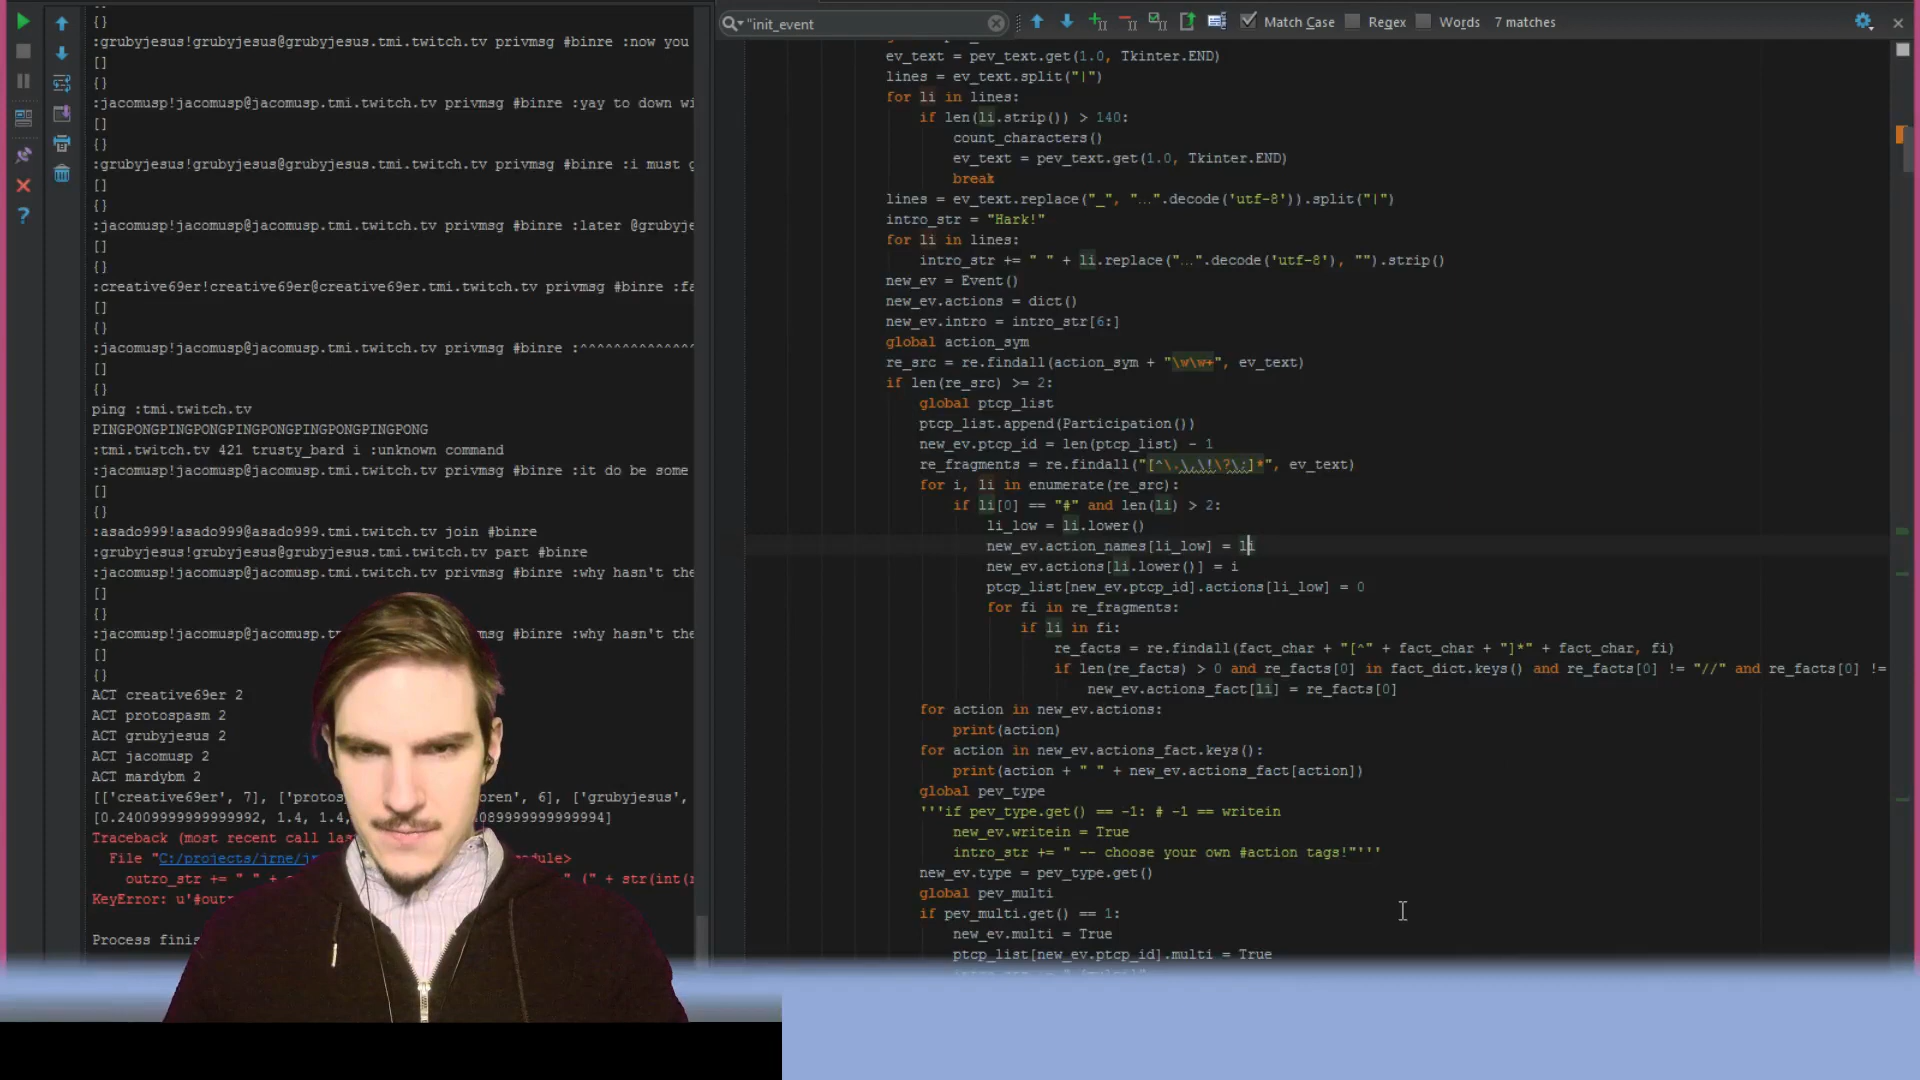 "init_event
Match Case
Regex
Words
7 matches
{}
:grubyjesus!grubyjesus@grubyjesus.tmi.twitch.tv privmsg #binre :now you
[]
{}
:jacomusp!jacomusp@jacomusp.tmi.twitch.tv privmsg #binre :yay to down wi
[]
{}
:grubyjesus!grubyjesus@grubyjesus.tmi.twitch.tv privmsg #binre :i must g
[]
{}
:jacomusp!jacomusp@jacomusp.tmi.twitch.tv privmsg #binre :later @grubyje
[]
{}
:creative69er!creative69er@creative69er.tmi.twitch.tv privmsg #binre :fa
[]
{}
:jacomusp!jacomusp@jacomusp.tmi.twitch.tv privmsg #binre :^^^^^^^^^^^^^^
[]
{}
ping :tmi.twitch.tv
PINGPONGPINGPONGPINGPONGPINGPONGPINGPONG
:tmi.twitch.tv 421 trusty_bard i :unknown command
:jacomusp!jacomusp@jacomusp.tmi.twitch.tv privmsg #binre :it do be some
[]
{}
:asado999!asado999@asado999.tmi.twitch.tv join #binre
:grubyjesus!grubyjesus@grubyjesus.tmi.twitch.tv part #binre
:jacomusp!jacomusp@jacomusp.tmi.twitch.tv privmsg #binre :why hasn't the
[]
{}
:jacomusp!jacomusp@jacomusp.tm msg #binre :why hasn't the
[]
{}
ACT creative69er 2
ACT protospasm 2
ACT grubyjesus 2
ACT jacomusp 2
ACT mardybm 2
[['creative69er', 7], ['protos oren', 6], ['grubyjesus',
[0.24009999999999992, 1.4, 1.4, 089999999999994]
Traceback (most recent call las
File "C:/projects/jrne/jr odule>
outro_str += " " + " (" + str(int(r
KeyError: u'#out
Process finis
ev_text = pev_text.get(1.0, Tkinter.END)
lines = ev_text.split("|")
for li in lines:
if len(li.strip()) > 140:
count_characters()
ev_text = pev_text.get(1.0, Tkinter.END)
break
lines = ev_text.replace("_", "…".decode('utf-8')).split("|")
intro_str = "Hark!"
for li in lines:
intro_str += " " + li.replace("…".decode('utf-8'), "").strip()
new_ev = Event()
new_ev.actions = dict()
new_ev.intro = intro_str[6:]
global action_sym
re_src = re.findall(action_sym + "\w\w+", ev_text)
if len(re_src) >= 2:
global ptcp_list
ptcp_list.append(Participation())
new_ev.ptcp_id = len(ptcp_list) - 1
re_fragments = re.findall("[^\.\,\!\?\;]*", ev_text)
for i, li in enumerate(re_src):
if li[0] == "#" and len(li) > 2:
li_low = li.lower()
new_ev.action_names[li_low] = li
new_ev.actions[li.lower()] = i
ptcp_list[new_ev.ptcp_id].actions[li_low] = 0
for fi in re_fragments:
if li in fi:
re_facts = re.findall(fact_char + "[^" + fact_char + "]*" + fact_char, fi)
if len(re_facts) > 0 and re_facts[0] in fact_dict.keys() and re_facts[0] != "//" and re_facts[0] !=
new_ev.actions_fact[li] = re_facts[0]
for action in new_ev.actions:
print(action)
for action in new_ev.actions_fact.keys():
print(action + " " + new_ev.actions_fact[action])
global pev_type
'''if pev_type.get() == -1: # -1 == writein
new_ev.writein = True
intro_str += " -- choose your own #action tags!"'''
new_ev.type = pev_type.get()
global pev_multi
if pev_multi.get() == 1:
new_ev.multi = True
ptcp_list[new_ev.ptcp_id].multi = True